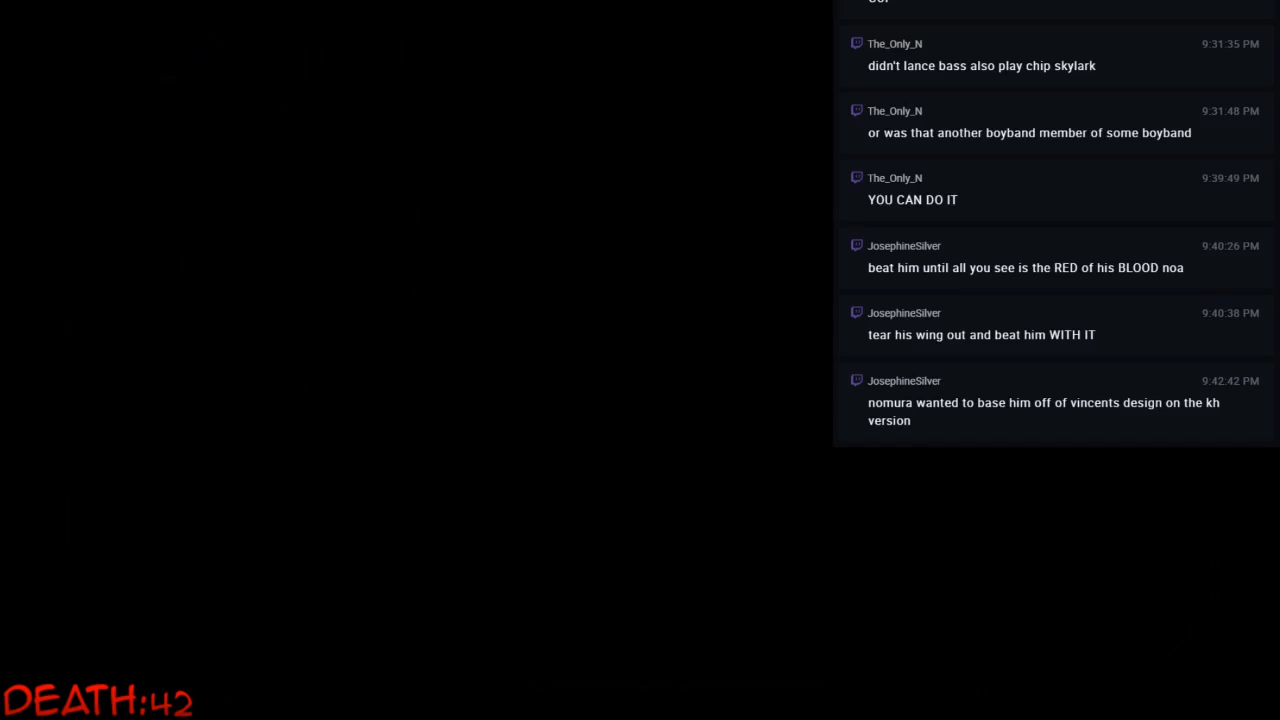 The_Only_N 9:31:35 PM
didn't lance bass also play chip skylark
The_Only_N 9:31:48 PM
or was that another boyband member of some boyband
The_Only_N 9:39:49 PM
YOU CAN DO IT
JosephineSilver 9:40:26 PM
beat him until all you see is the RED of his BLOOD noa
JosephineSilver 9:40:38 PM
tear his wing out and beat him WITH IT
JosephineSilver 9:42:42 PM
nomura wanted to base him off of vincents design on the kh
version
DEATH:42